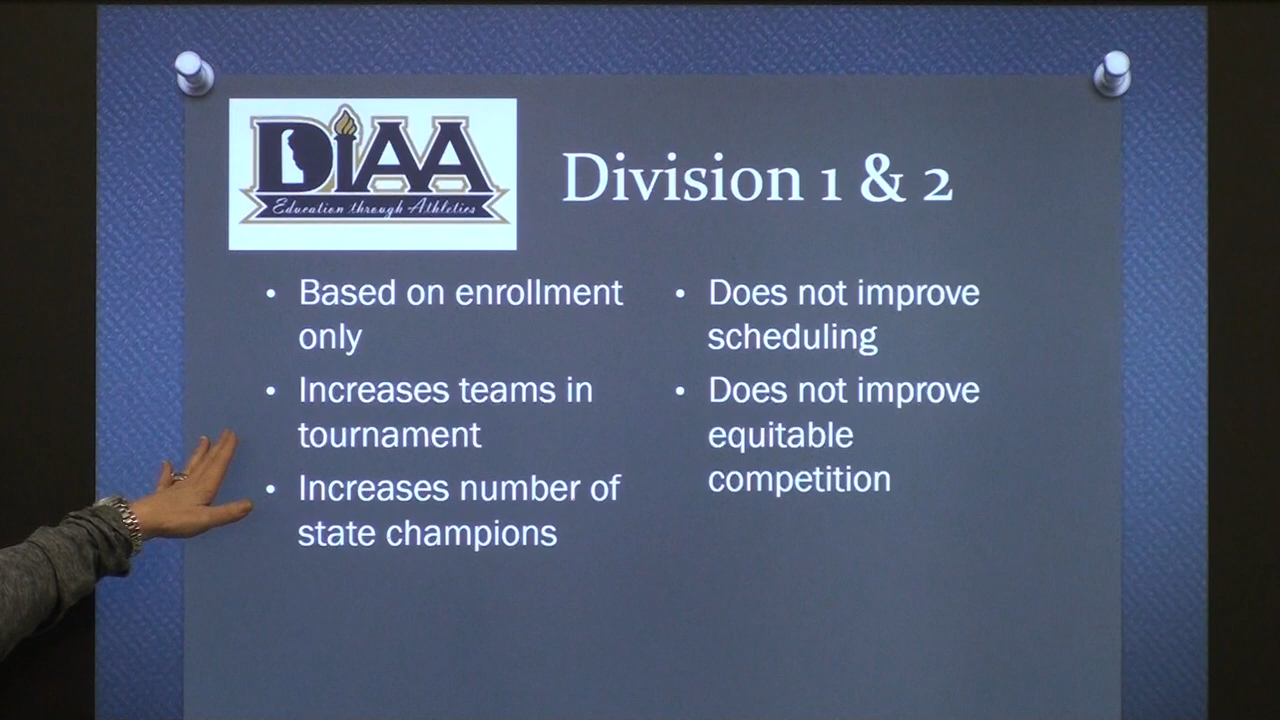 DIAA
Education through Athletics
Division 1 & 2
• Based on enrollment
only
• Increases teams in
tournament
• Increases number of
state champions
• Does not improve
scheduling
• Does not improve
equitable
competition